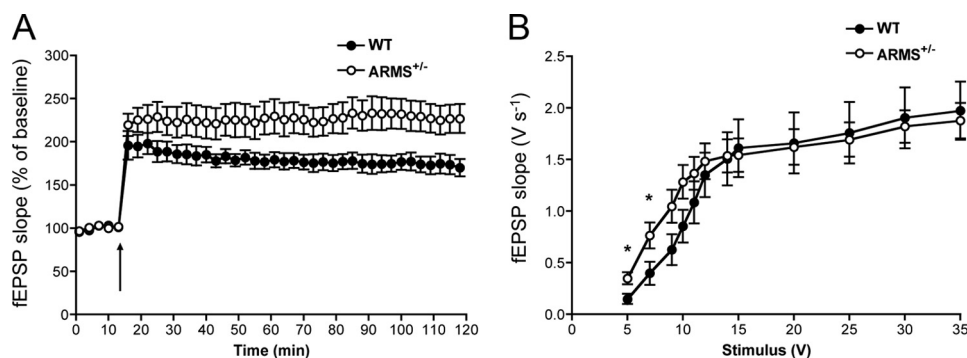 A
WT
ARMS+/-
fEPSP slope (% of baseline)
300
250
200
150
100
50
0
0 10 20 30 40 50 60 70 80 90 100 110 120
Time (min)
B
WT
ARMS+/-
fEPSP slope (V s-1)
2.5
2.0
1.5
1.0
0.5
0.0
*
*
0 5 10 15 20 25 30 35
Stimulus (V)